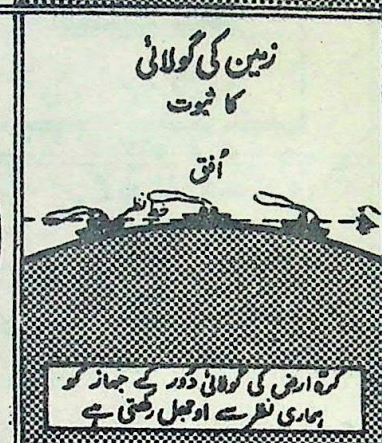 زمین کی گولائی
کا ثبوت
اُفق
کرۂ ارض کی گولائی دُور کے جہاز کو
ہماری نظر سے اوجھل رکھتی ہے